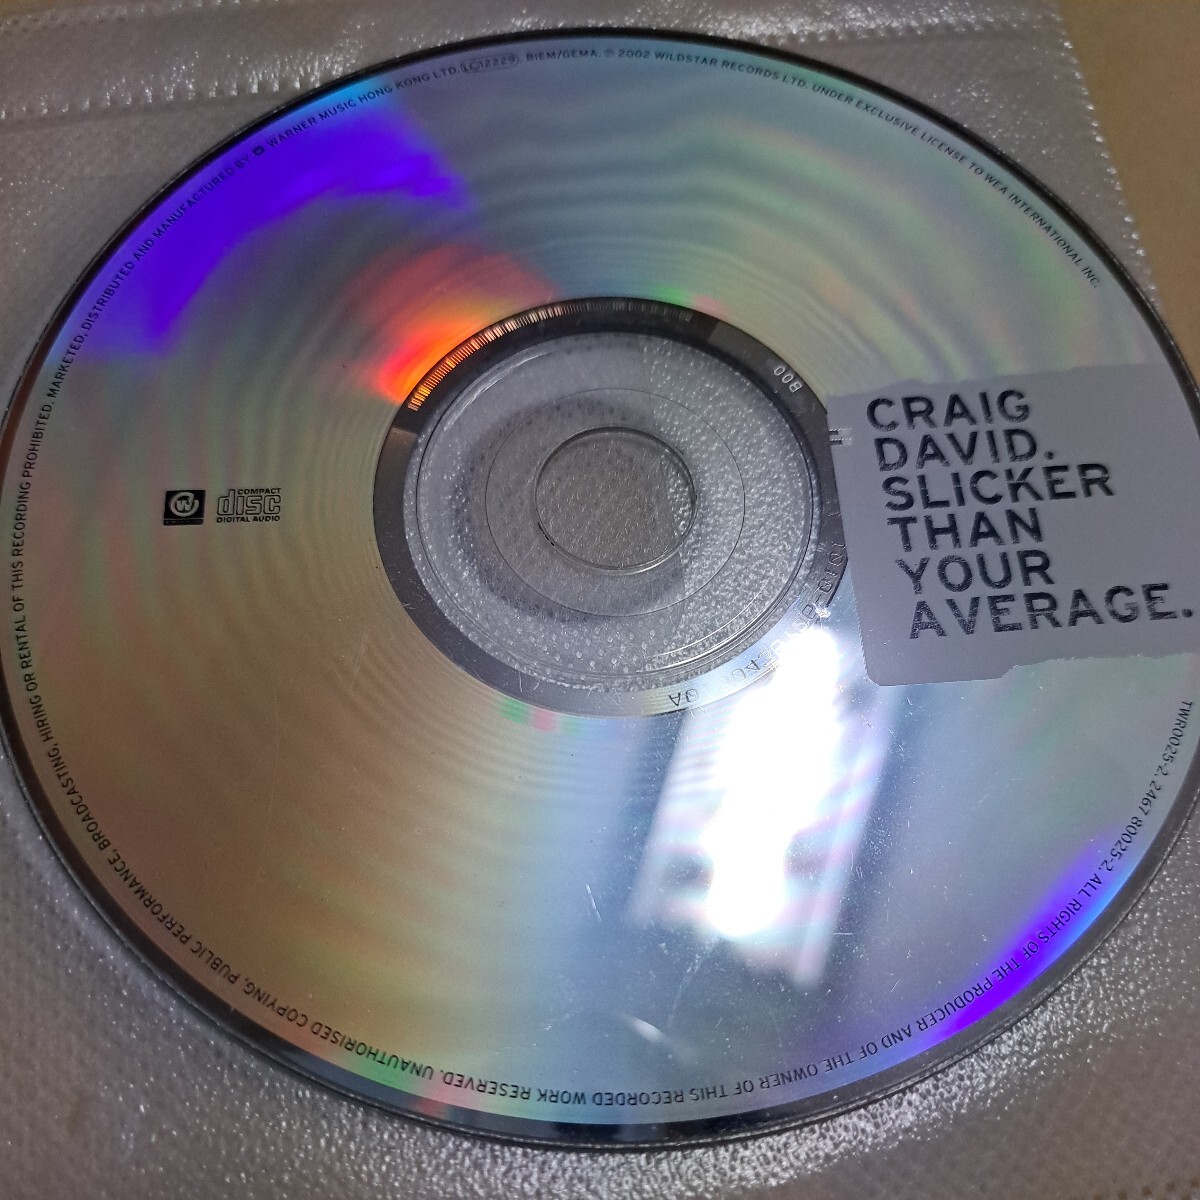 CRAIG
DAVID.
SLICKER
THAN
YOUR
AVERAGE.
COMPACT
disc
DIGITAL AUDIO
B00
TWR0025-2. 2467 80025-2. ALL RIGHTS OF THE PRODUCER AND OF THE OWNER OF THIS RECORDED WORK RESERVED. UNAUTHORISED COPYING, PUBLIC PERFORMANCE, BROADCASTING, HIRING OR RENTAL OF THIS RECORDING PROHIBITED. MARKETED, DISTRIBUTED AND MANUFACTURED BY WARNER MUSIC HONG KONG LTD. LC 12229. BIEM/GEMA. ℗ 2002 WILDSTAR RECORDS LTD. UNDER EXCLUSIVE LICENSE TO WEA INTERNATIONAL INC.